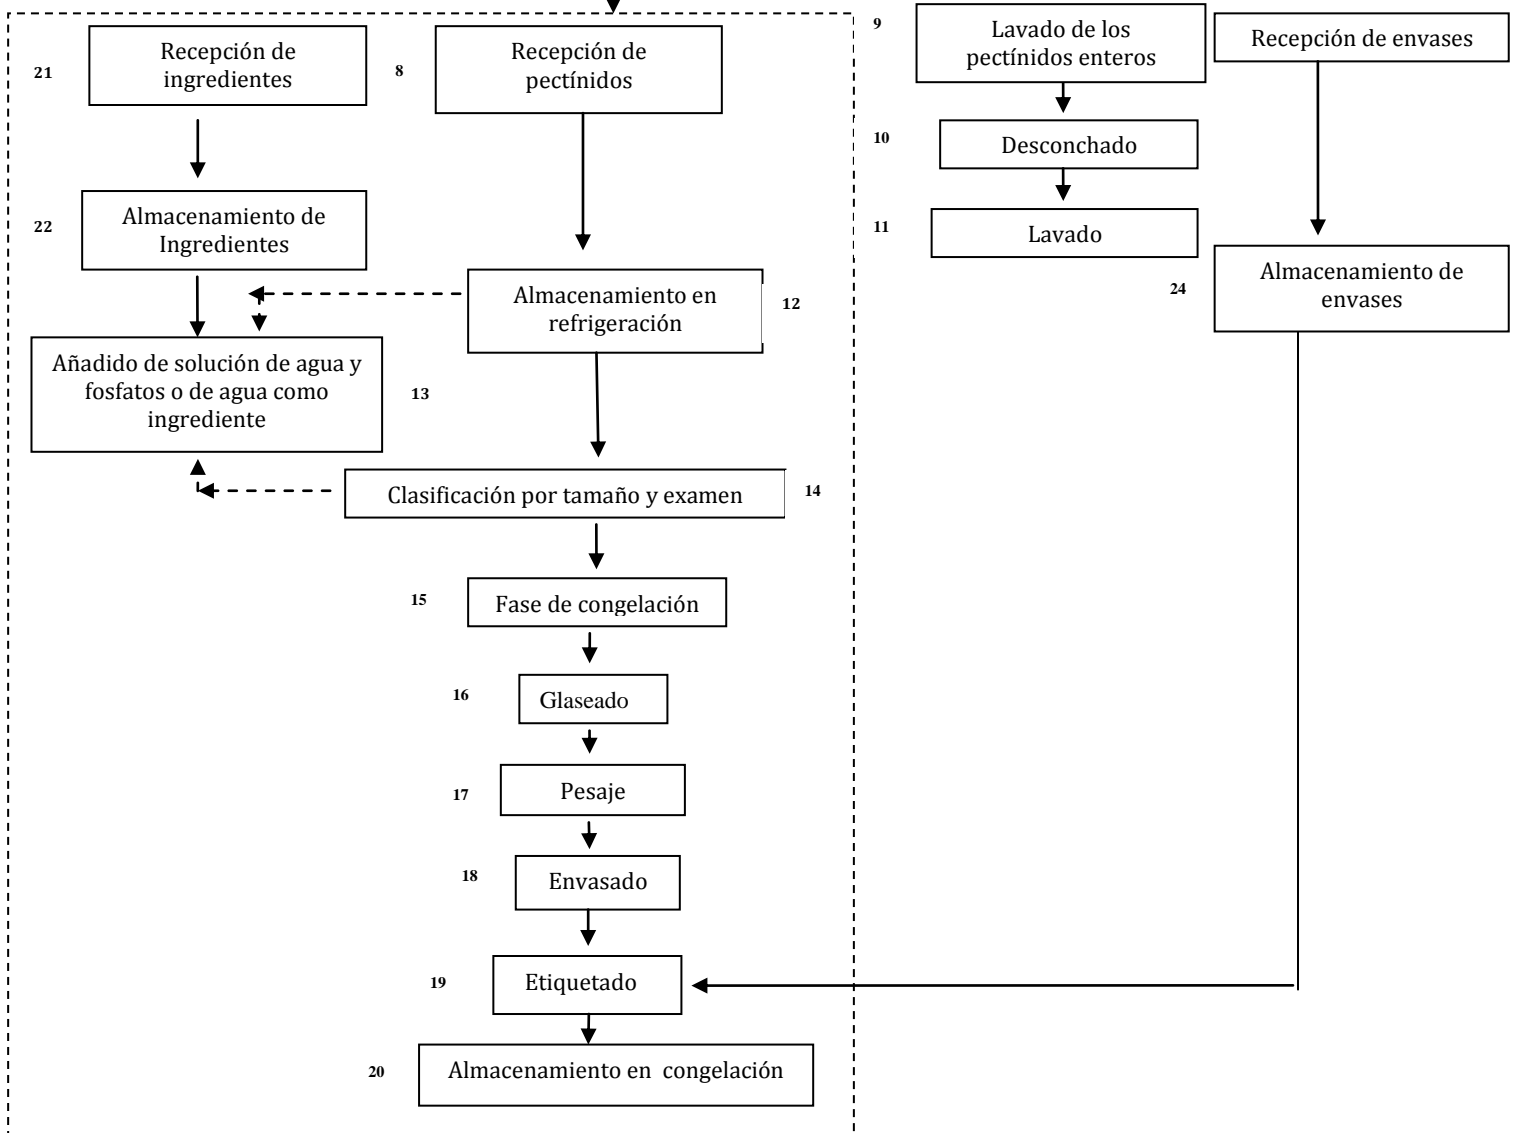 21
Recepción de
ingredientes
8
Recepción de
pectínidos
9
Lavado de los
pectínidos enteros
Recepción de envases
10
Desconchado
22
Almacenamiento de
Ingredientes
11
Lavado
24
Almacenamiento de
envases
Almacenamiento en
refrigeración
12
Añadido de solución de agua y
fosfatos o de agua como
ingrediente
13
Clasificación por tamaño y examen
14
15
Fase de congelación
16
Glaseado
17
Pesaje
18
Envasado
19
Etiquetado
20
Almacenamiento en congelación